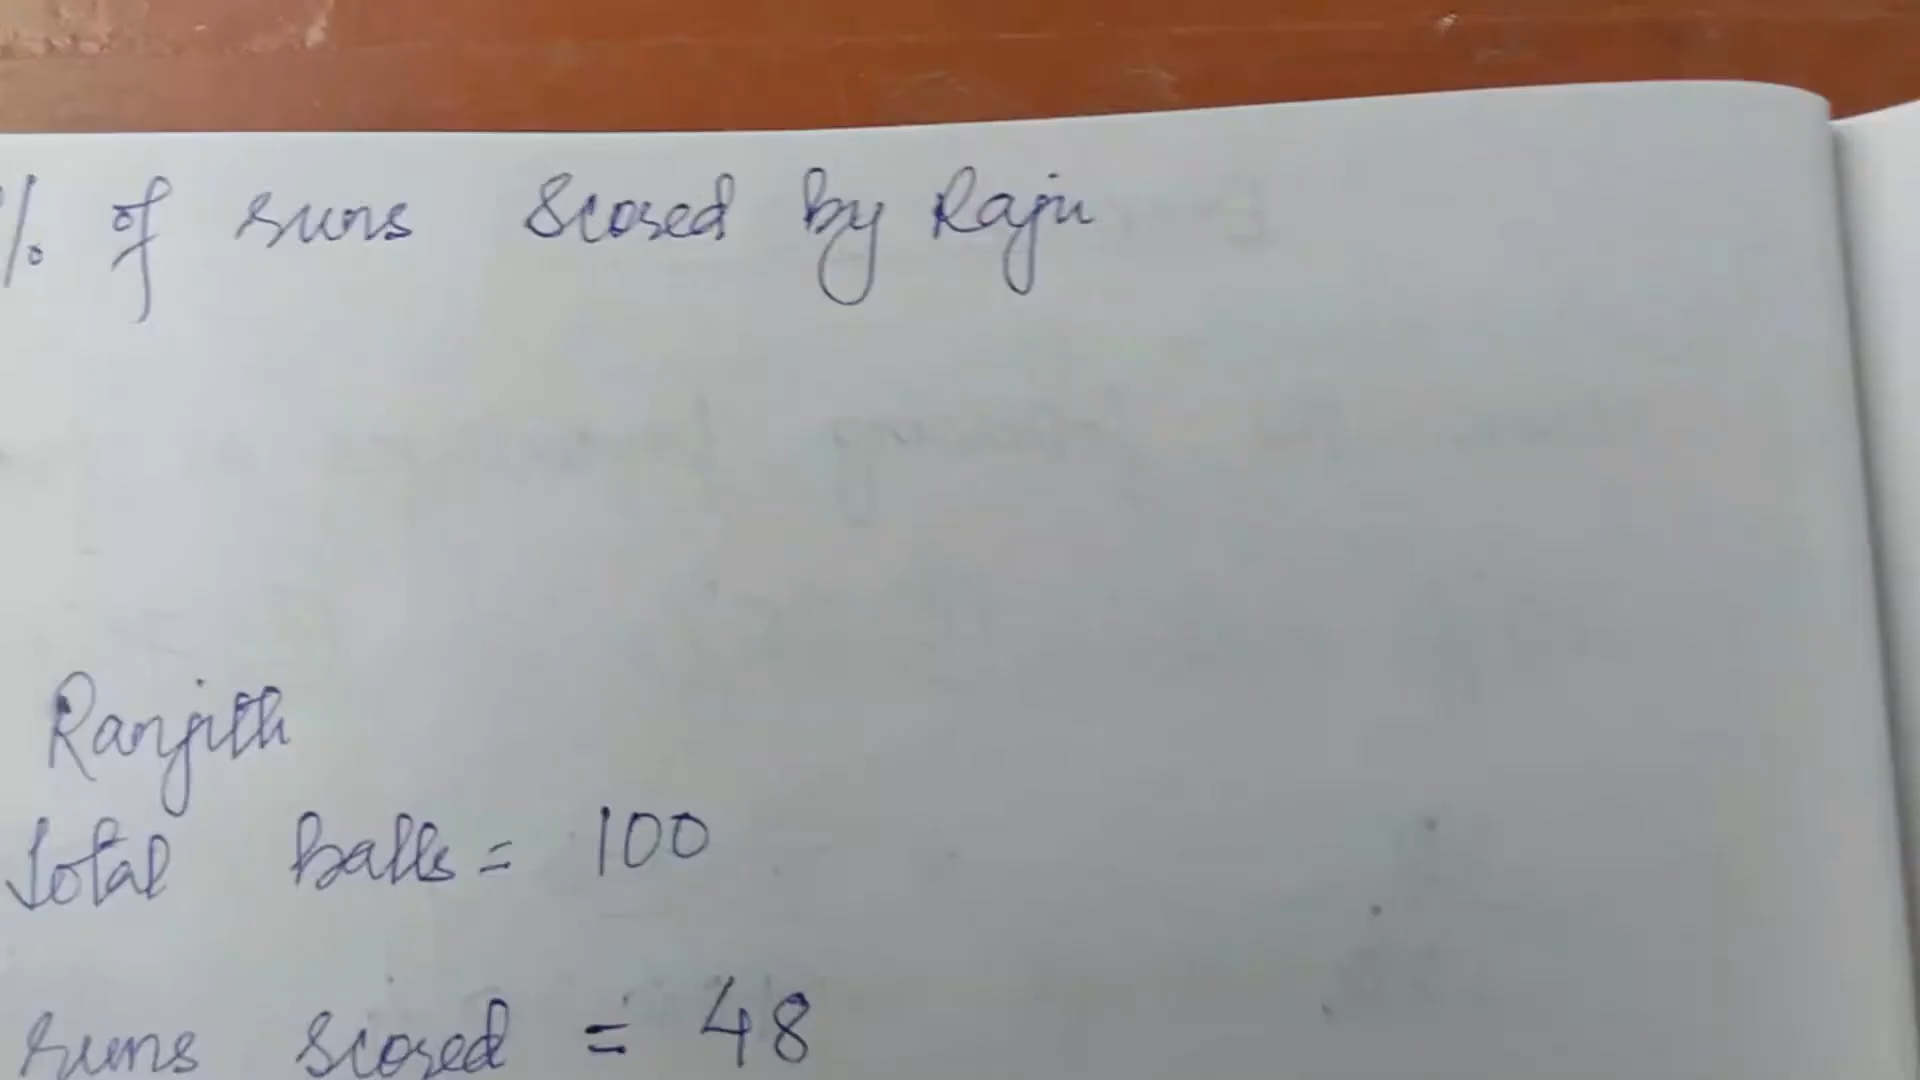 % of runs Scored by Raju
Ranjith
Total balls = 100
runs scored = 48